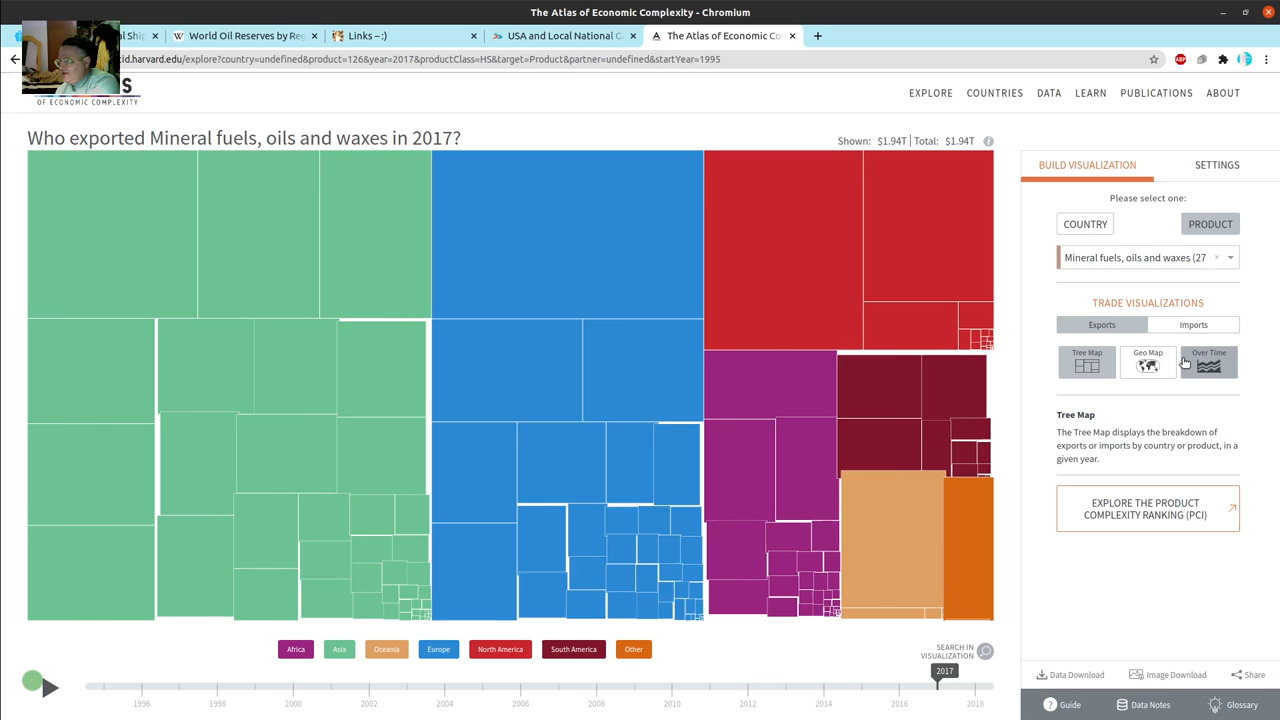 The Atlas of Economic Complexity - Chromium
al Ship
World Oil Reserves by Reg
Links – :)
USA and Local National G
The Atlas of Economic Co
cid.harvard.edu/explore?country=undefined&product=126&year=2017&productClass=HS&target=Product&partner=undefined&startYear=1995
ABP
S
OF ECONOMIC COMPLEXITY
EXPLORE COUNTRIES DATA LEARN PUBLICATIONS ABOUT
Who exported Mineral fuels, oils and waxes in 2017?
Shown: $1.94T | Total: $1.94T
BUILD VISUALIZATION SETTINGS
Please select one:
COUNTRY PRODUCT
Mineral fuels, oils and waxes (27
TRADE VISUALIZATIONS
Exports Imports
Tree Map Geo Map Over Time
Tree Map
The Tree Map displays the breakdown of
exports or imports by country or product, in a
given year.
EXPLORE THE PRODUCT
COMPLEXITY RANKING (PCI)
Africa Asia Oceania Europe North America South America Other
SEARCH IN
VISUALIZATION
2017
1996 1998 2000 2002 2004 2006 2008 2010 2012 2014 2016 2018
Data Download Image Download Share
Guide Data Notes Glossary